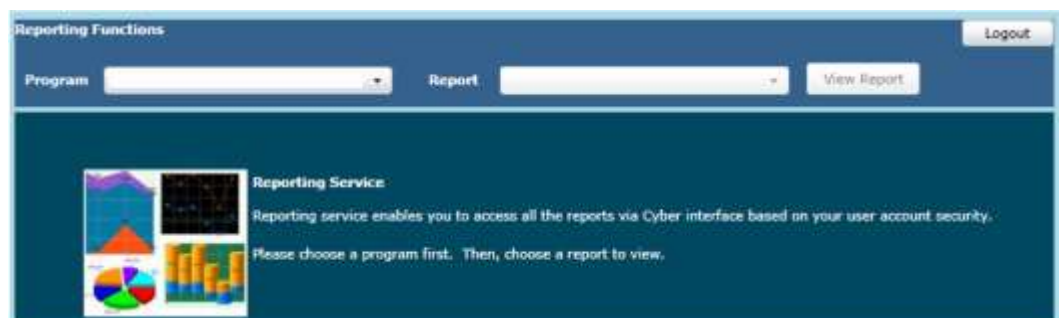 Reporting Functions
Logout
Program
Report
View Report
Reporting Service
Reporting service enables you to access all the reports via Cyber interface based on your user account security.
Please choose a program first. Then, choose a report to view.